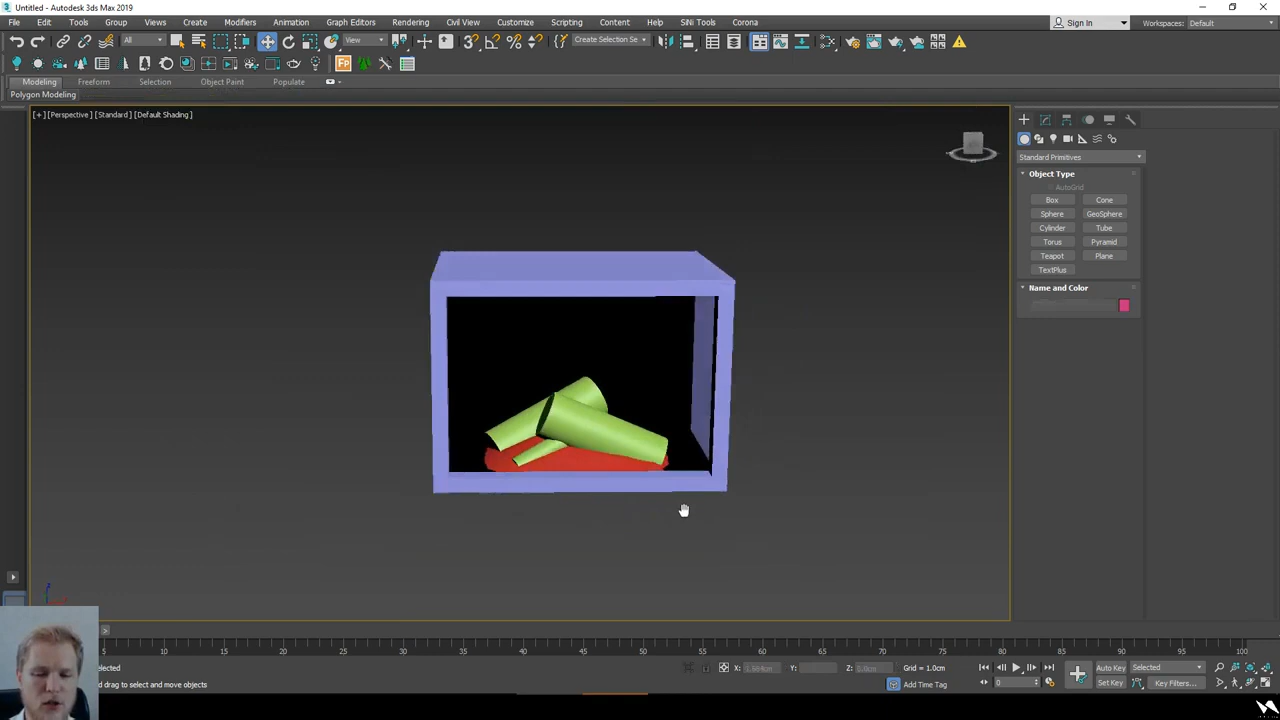 Untitled - Autodesk 3ds Max 2019
File Edit Tools Group Views Create Modifiers Animation Graph Editors Rendering Civil View Customize Scripting Content Help SiNi Tools Corona
Sign In Workspaces: Default
All View Create Selection Se
Fp
Modeling Freeform Selection Object Paint Populate
Polygon Modeling
[+] [Perspective] [Standard] [Default Shading]
Standard Primitives
Object Type
AutoGrid
Box Cone
Sphere GeoSphere
Cylinder Tube
Torus Pyramid
Teapot Plane
TextPlus
Name and Color
5 10 15 20 25 30 35 40 45 50 55 60 65 70 75 80 85 90 95 100
elected X: Y: Z: Grid = 1.0cm Auto Key Selected
nd drag to select and move objects Add Time Tag 0 Set Key Key Filters...